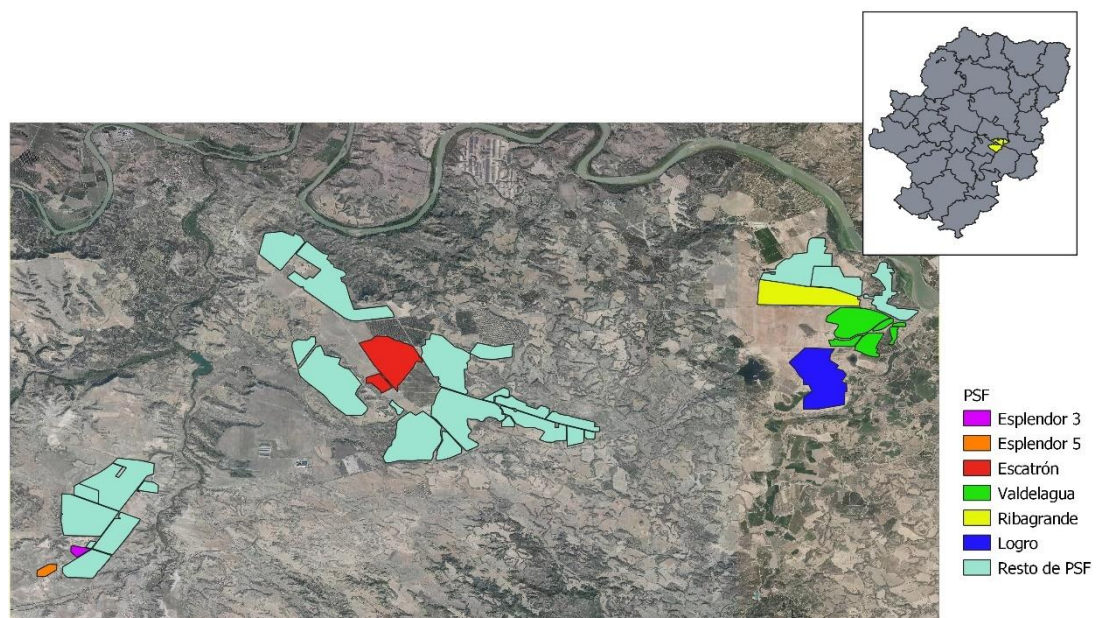 PSF
Esplendor 3
Esplendor 5
Escatrón
Valdelagua
Ribagrande
Logro
Resto de PSF